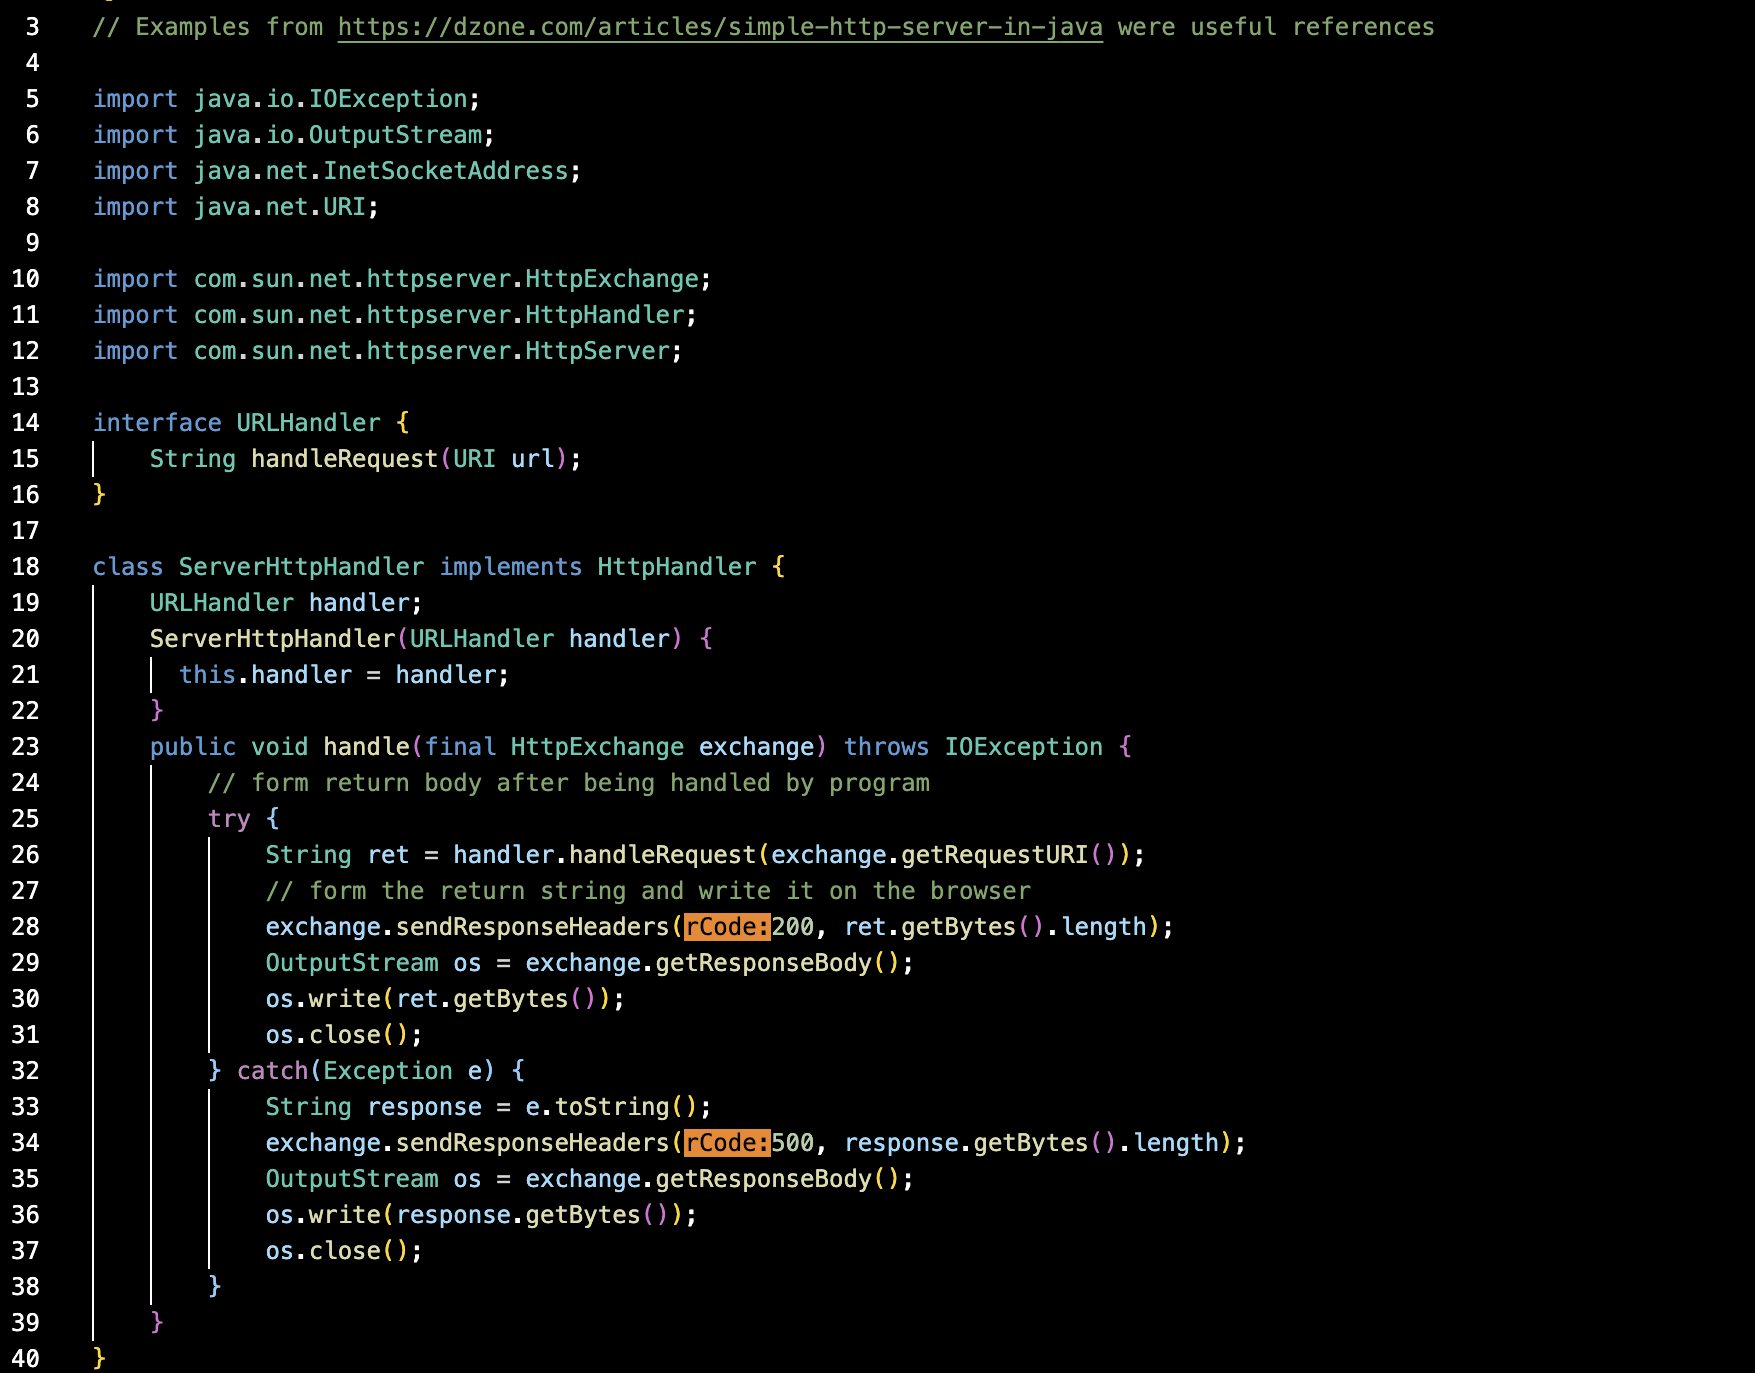 3 // Examples from https://dzone.com/articles/simple-http-server-in-java were useful references
4
5 import java.io.IOException;
6 import java.io.OutputStream;
7 import java.net.InetSocketAddress;
8 import java.net.URI;
9
10 import com.sun.net.httpserver.HttpExchange;
11 import com.sun.net.httpserver.HttpHandler;
12 import com.sun.net.httpserver.HttpServer;
13
14 interface URLHandler {
15     String handleRequest(URI url);
16 }
17
18 class ServerHttpHandler implements HttpHandler {
19     URLHandler handler;
20     ServerHttpHandler(URLHandler handler) {
21       this.handler = handler;
22     }
23     public void handle(final HttpExchange exchange) throws IOException {
24         // form return body after being handled by program
25         try {
26             String ret = handler.handleRequest(exchange.getRequestURI());
27             // form the return string and write it on the browser
28             exchange.sendResponseHeaders(rCode:200, ret.getBytes().length);
29             OutputStream os = exchange.getResponseBody();
30             os.write(ret.getBytes());
31             os.close();
32         } catch(Exception e) {
33             String response = e.toString();
34             exchange.sendResponseHeaders(rCode:500, response.getBytes().length);
35             OutputStream os = exchange.getResponseBody();
36             os.write(response.getBytes());
37             os.close();
38         }
39     }
40 }